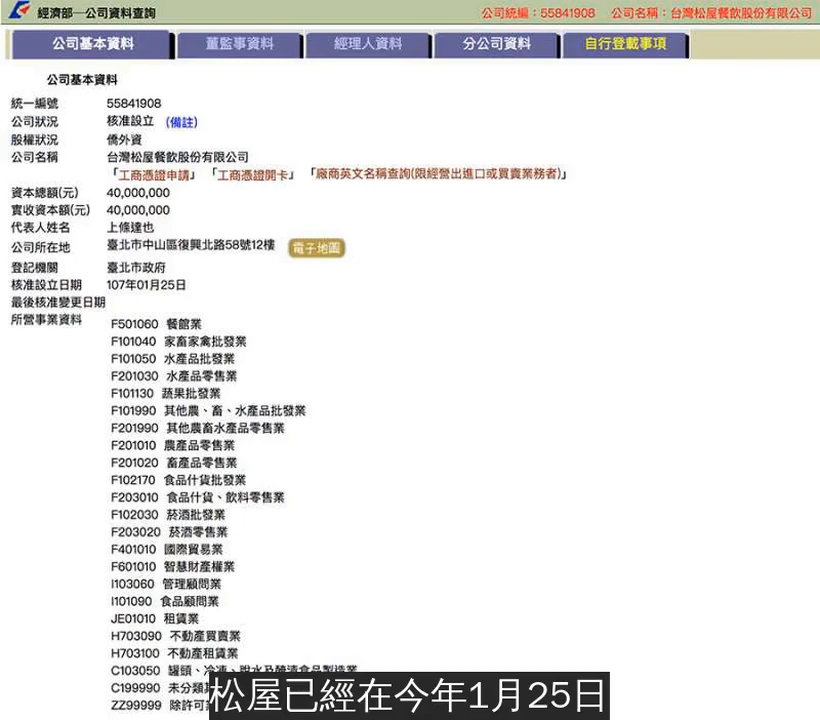 經濟部—公司資料查詢
公司統編：55841908 公司名稱：台灣松屋餐飲股份有限公司
公司基本資料 董監事資料 經理人資料 分公司資料 自行登載事項
公司基本資料
統一編號 55841908
公司狀況 核准設立 (備註)
股權狀況 僑外資
公司名稱 台灣松屋餐飲股份有限公司
「工商憑證申請」 「工商憑證開卡」 「廠商英文名稱查詢(限經營出進口或買賣業務者)」
資本總額(元) 40,000,000
實收資本額(元) 40,000,000
代表人姓名 上條達也
公司所在地 臺北市中山區復興北路58號12樓 電子地圖
登記機關 臺北市政府
核准設立日期 107年01月25日
最後核准變更日期
所營事業資料
F501060 餐館業
F101040 家畜家禽批發業
F101050 水產品批發業
F201030 水產品零售業
F101130 蔬果批發業
F101990 其他農、畜、水產品批發業
F201990 其他農畜水產品零售業
F201010 農產品零售業
F201020 畜產品零售業
F102170 食品什貨批發業
F203010 食品什貨、飲料零售業
F102030 菸酒批發業
F203020 菸酒零售業
F401010 國際貿易業
F601010 智慧財產權業
I103060 管理顧問業
I101090 食品顧問業
JE01010 租賃業
H703090 不動產買賣業
H703100 不動產租賃業
C103050 罐頭、冷凍、脫水及醃漬食品製造業
C199990 未分類
ZZ99999 除許可
松屋已經在今年1月25日